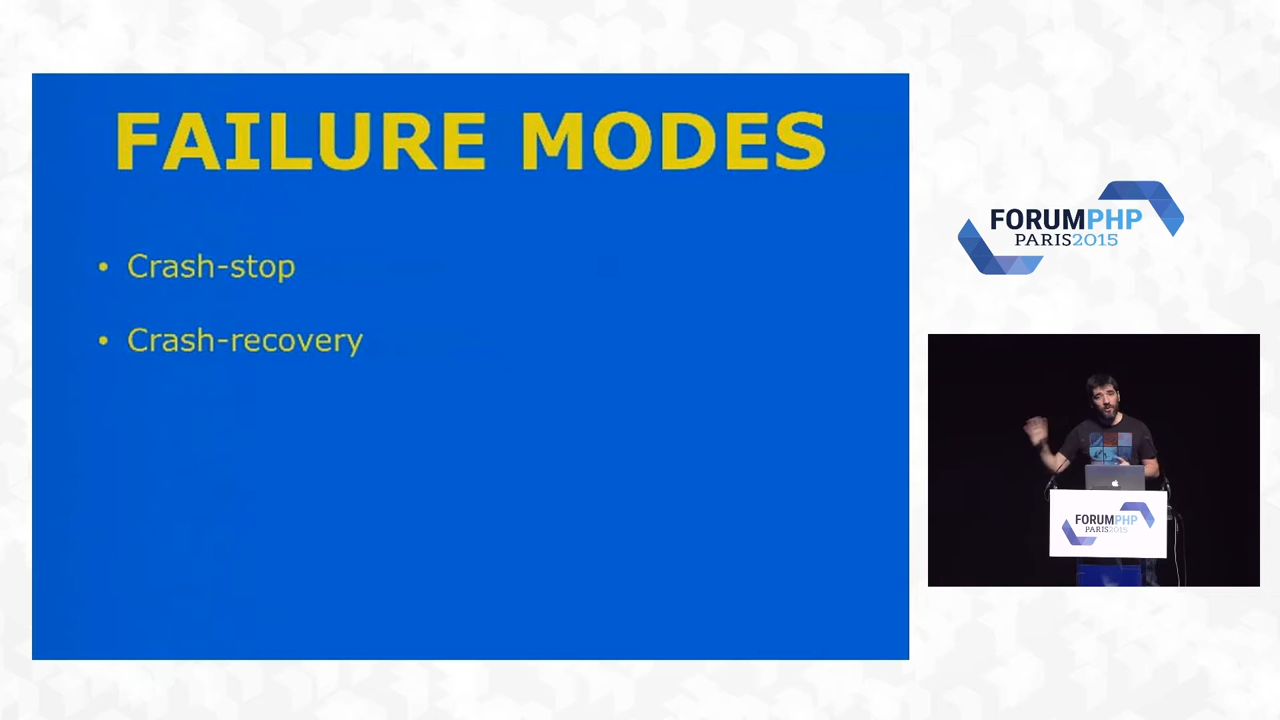 FAILURE MODES
• Crash-stop
• Crash-recovery
FORUMPHP
PARIS2015
FORUMPHP
PARIS2015